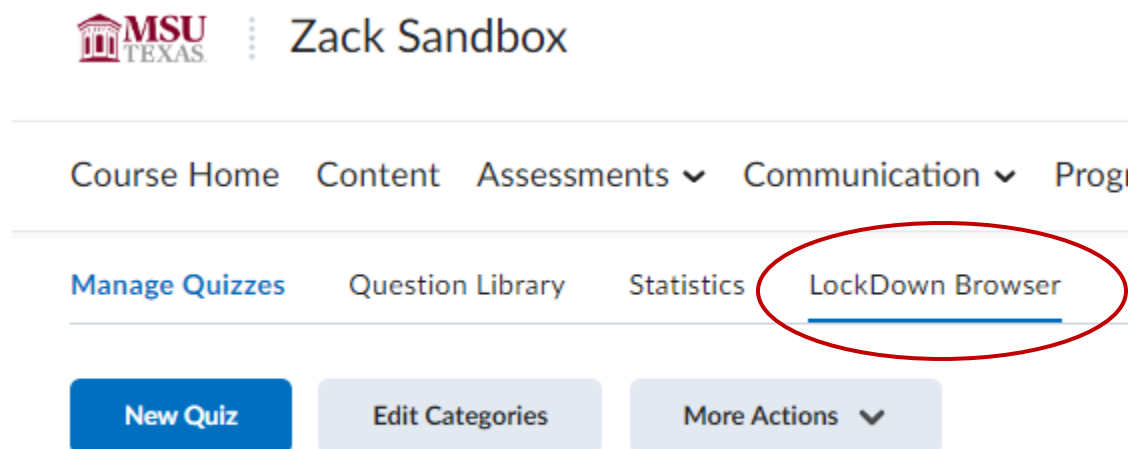 MSU
TEXAS
Zack Sandbox
Course Home Content Assessments Communication Progr
Manage Quizzes Question Library Statistics LockDown Browser
New Quiz Edit Categories More Actions